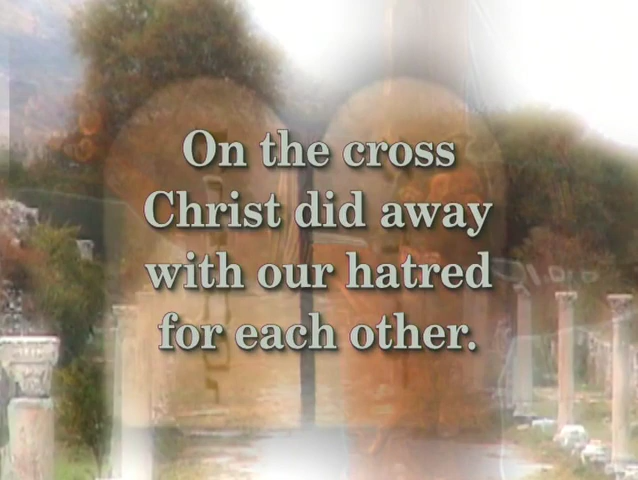 On the cross
Christ did away
with our hatred
for each other.